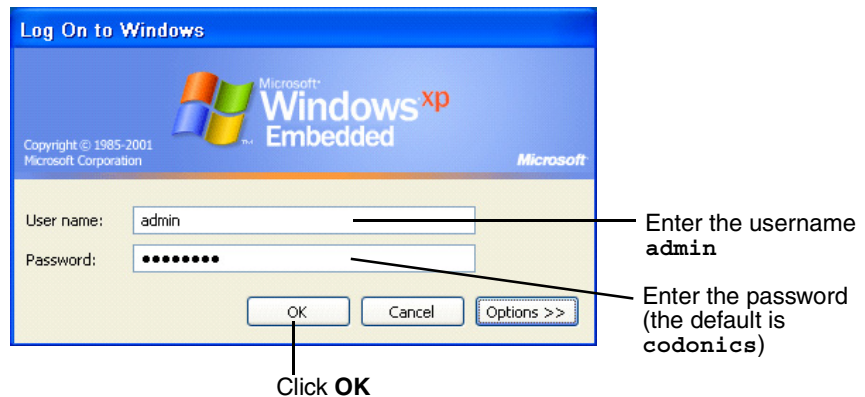 Log On to Windows
Microsoft®
Windows xp
Embedded
Copyright © 1985-2001
Microsoft Corporation
Microsoft
User name: admin
Enter the username
admin
Password: ••••••••
Enter the password
(the default is
codonics)
OK Cancel Options >>
Click OK